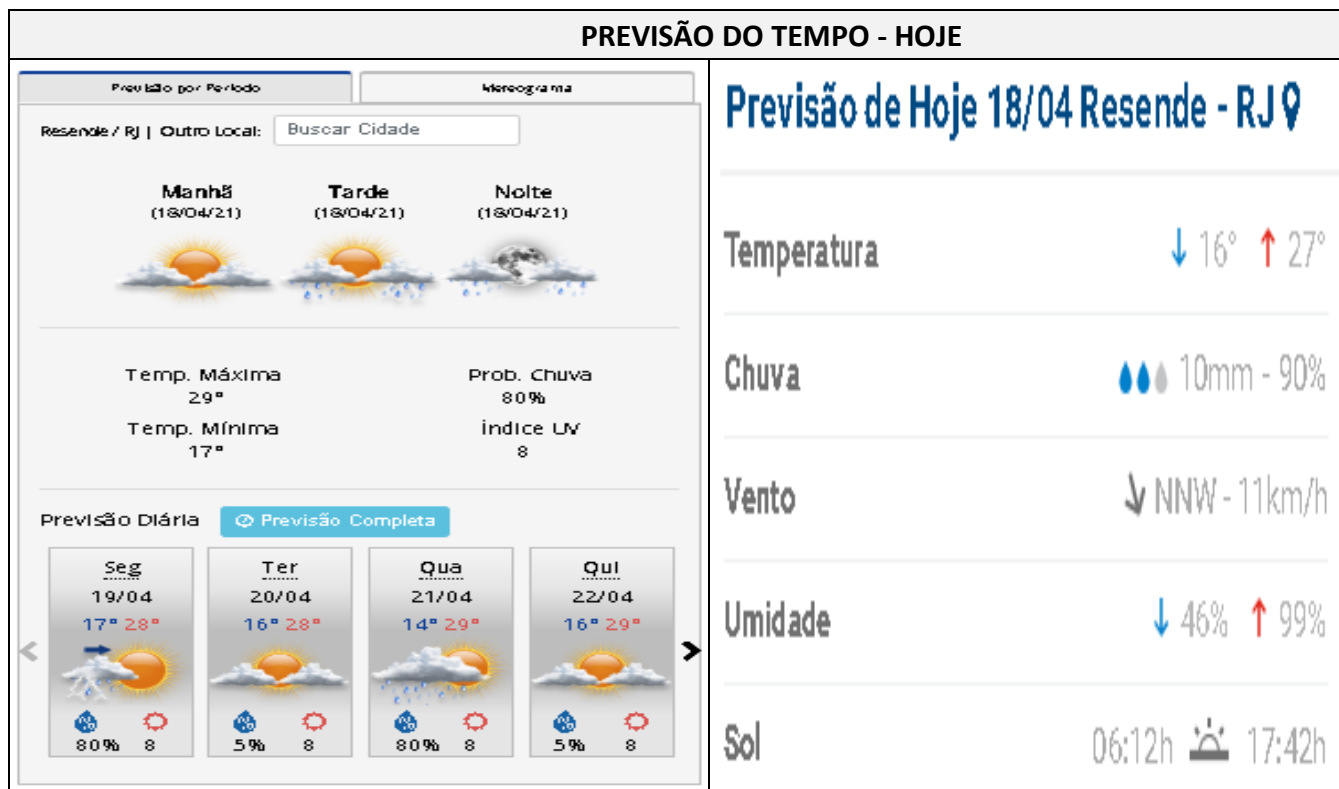 PREVISÃO DO TEMPO - HOJE
Previsão por Período
Meteograma
Resende / RJ | Outro Local: Buscar Cidade
Manhã Tarde Noite
(18/04/21) (18/04/21) (18/04/21)
Temp. Máxima Prob. Chuva
29° 80%
Temp. Mínima Índice UV
17° 8
Previsão Diária Previsão Completa
Seg Ter Qua Qui
19/04 20/04 21/04 22/04
17° 28° 16° 28° 14° 29° 16° 29°
80% 8 5% 8 80% 8 5% 8
Previsão de Hoje 18/04 Resende - RJ
Temperatura ↓ 16° ↑ 27°
Chuva 10mm - 90%
Vento NNW - 11km/h
Umidade ↓ 46% ↑ 99%
Sol 06:12h 17:42h